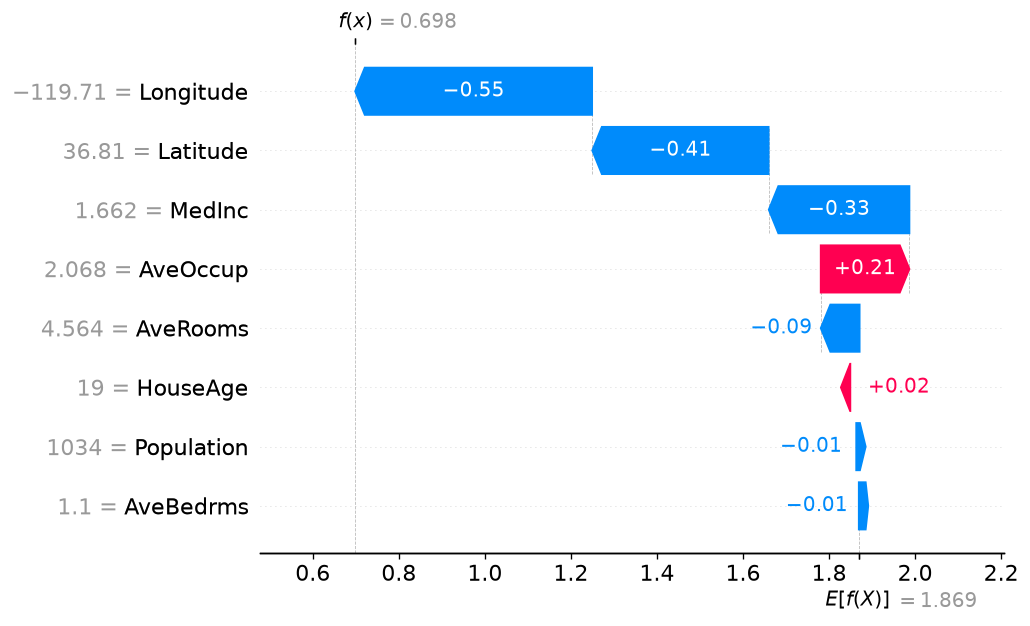 f(x) = 0.698
−119.71 = Longitude
−0.55
36.81 = Latitude
−0.41
1.662 = MedInc
−0.33
2.068 = AveOccup
+0.21
4.564 = AveRooms
−0.09
19 = HouseAge
+0.02
1034 = Population
−0.01
1.1 = AveBedrms
−0.01
0.6 0.8 1.0 1.2 1.4 1.6 1.8 2.0 2.2
E[f(X)] = 1.869